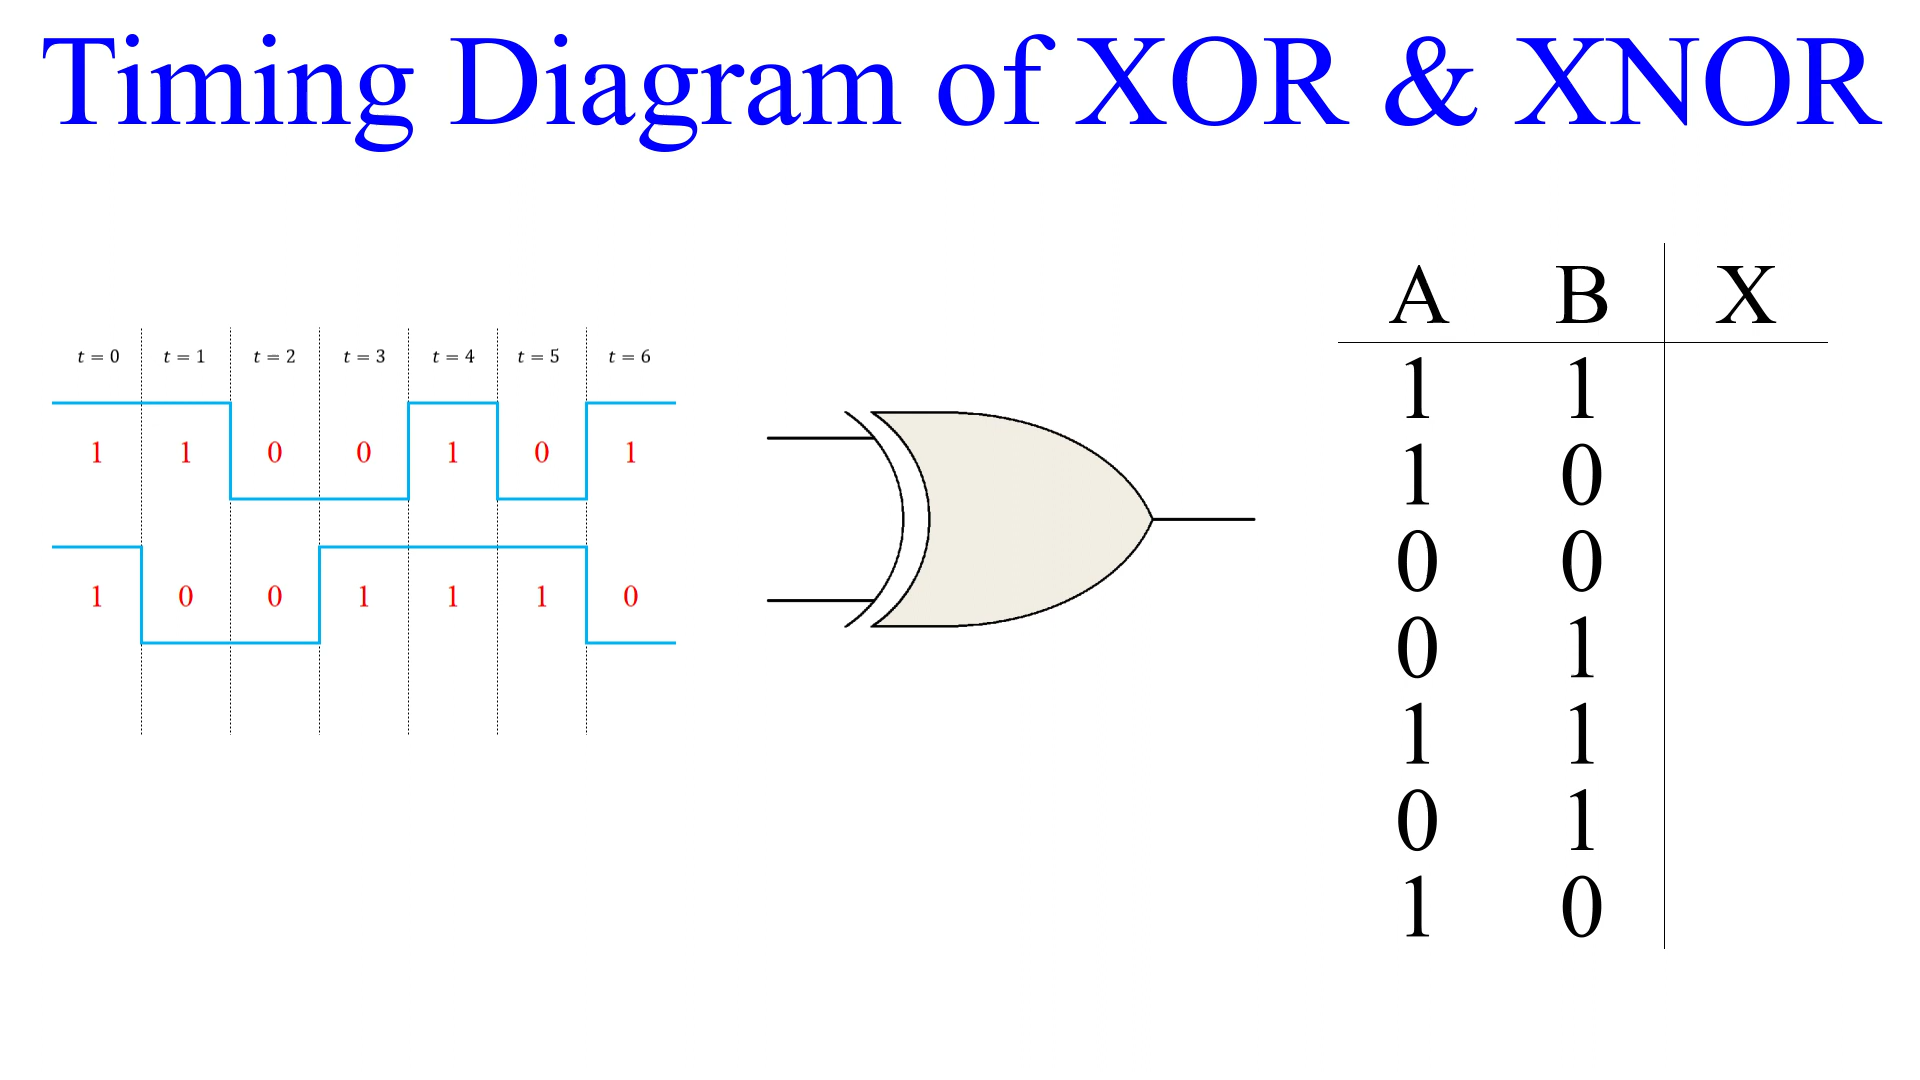 Timing Diagram of XOR & XNOR
t = 0 t = 1 t = 2 t = 3 t = 4 t = 5 t = 6
1 1 0 0 1 0 1
1 0 0 1 1 1 0
A B X
1 1
1 0
0 0
0 1
1 1
0 1
1 0